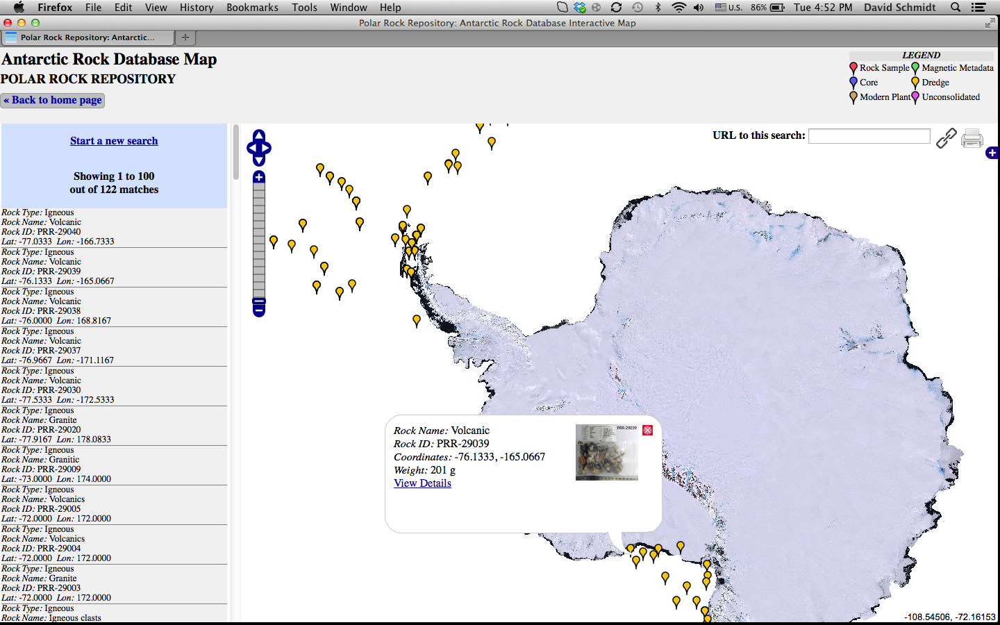 Firefox File Edit View History Bookmarks Tools Window Help U.S. 86% Tue 4:52 PM David Schmidt
Polar Rock Repository: Antarctic Rock Database Interactive Map
Polar Rock Repository: Antarctic...
Antarctic Rock Database Map
POLAR ROCK REPOSITORY
« Back to home page
LEGEND
Rock Sample Magnetic Metadata
Core Dredge
Modern Plant Unconsolidated
Start a new search
Showing 1 to 100
out of 122 matches
Rock Type: Igneous
Rock Name: Volcanic
Rock ID: PRR-29040
Lat: -77.0333 Lon: -166.7333
Rock Type: Igneous
Rock Name: Volcanic
Rock ID: PRR-29039
Lat: -76.1333 Lon: -165.0667
Rock Type: Igneous
Rock Name: Volcanic
Rock ID: PRR-29038
Lat: -76.0000 Lon: 168.8167
Rock Type: Igneous
Rock Name: Volcanic
Rock ID: PRR-29037
Lat: -76.9667 Lon: -171.1167
Rock Type: Igneous
Rock Name: Volcanic
Rock ID: PRR-29030
Lat: -77.5333 Lon: -172.5333
Rock Type: Igneous
Rock Name: Granite
Rock ID: PRR-29020
Lat: -77.9167 Lon: 178.0833
Rock Type: Igneous
Rock Name: Granitic
Rock ID: PRR-29009
Lat: -73.0000 Lon: 174.0000
Rock Type: Igneous
Rock Name: Volcanics
Rock ID: PRR-29005
Lat: -72.0000 Lon: 172.0000
Rock Type: Igneous
Rock Name: Volcanics
Rock ID: PRR-29004
Lat: -72.0000 Lon: 172.0000
Rock Type: Igneous
Rock Name: Granite
Rock ID: PRR-29003
Lat: -72.0000 Lon: 172.0000
Rock Type: Igneous
Rock Name: Igneous clasts
URL to this search:
Rock Name: Volcanic
Rock ID: PRR-29039
Coordinates: -76.1333, -165.0667
Weight: 201 g
View Details
PRR-29039
-108.54506, -72.16153